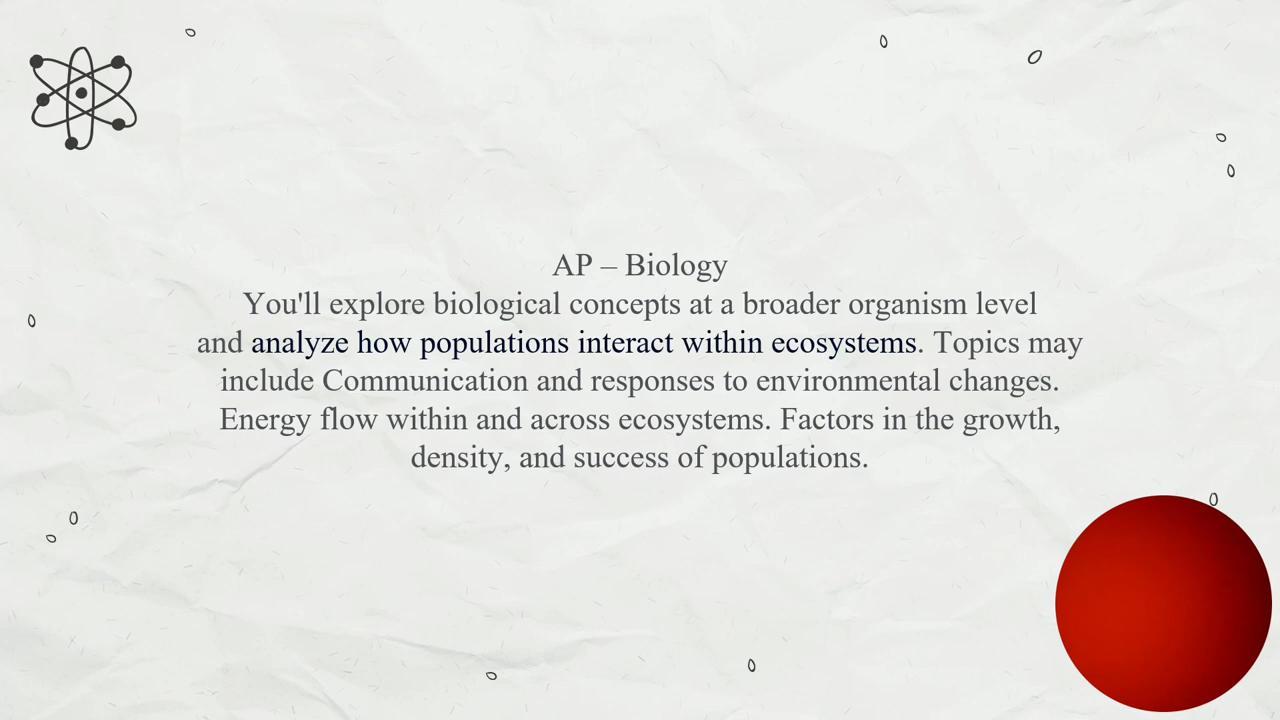 AP – Biology
You'll explore biological concepts at a broader organism level
and analyze how populations interact within ecosystems. Topics may
include Communication and responses to environmental changes.
Energy flow within and across ecosystems. Factors in the growth,
density, and success of populations.